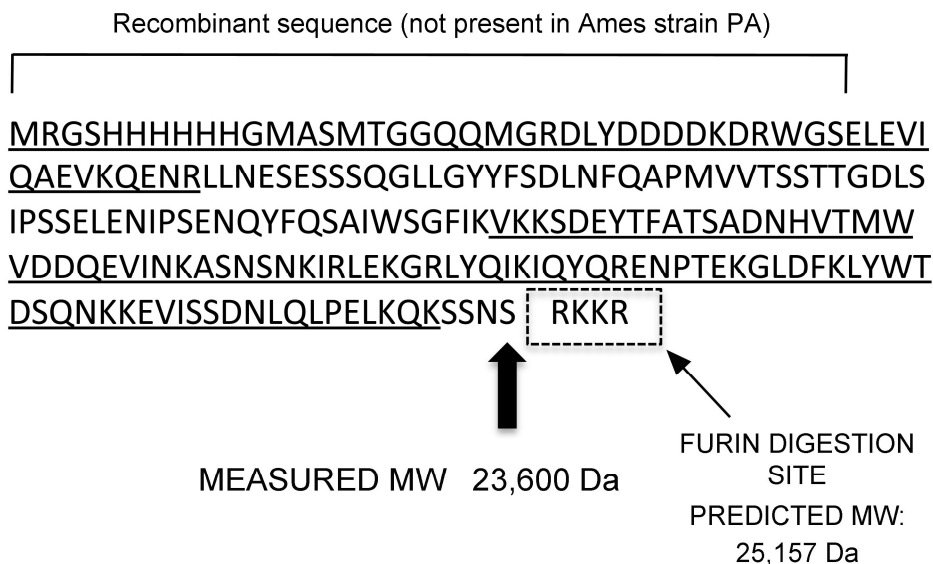 Recombinant sequence (not present in Ames strain PA)
MRGSHHHHHHGMASMTGGQQMGRDLYDDDDKDRWGSELEVI
QAEVKQENRLLNESESSSQGLLGYYFSDLNFQAPMVVTSSTTGDLS
IPSSELENIPSENQYFQSAIWSGFIKVKKSDEYTFATSADNHVTMW
VDDQEVINKASNSNKIRLEKGRLYQIKIQYQRENPTEKGLDFKLYWT
DSQNKKEVISSDNLQLPELKQKSSNS RKKR
MEASURED MW 23,600 Da
FURIN DIGESTION
SITE
PREDICTED MW:
25,157 Da